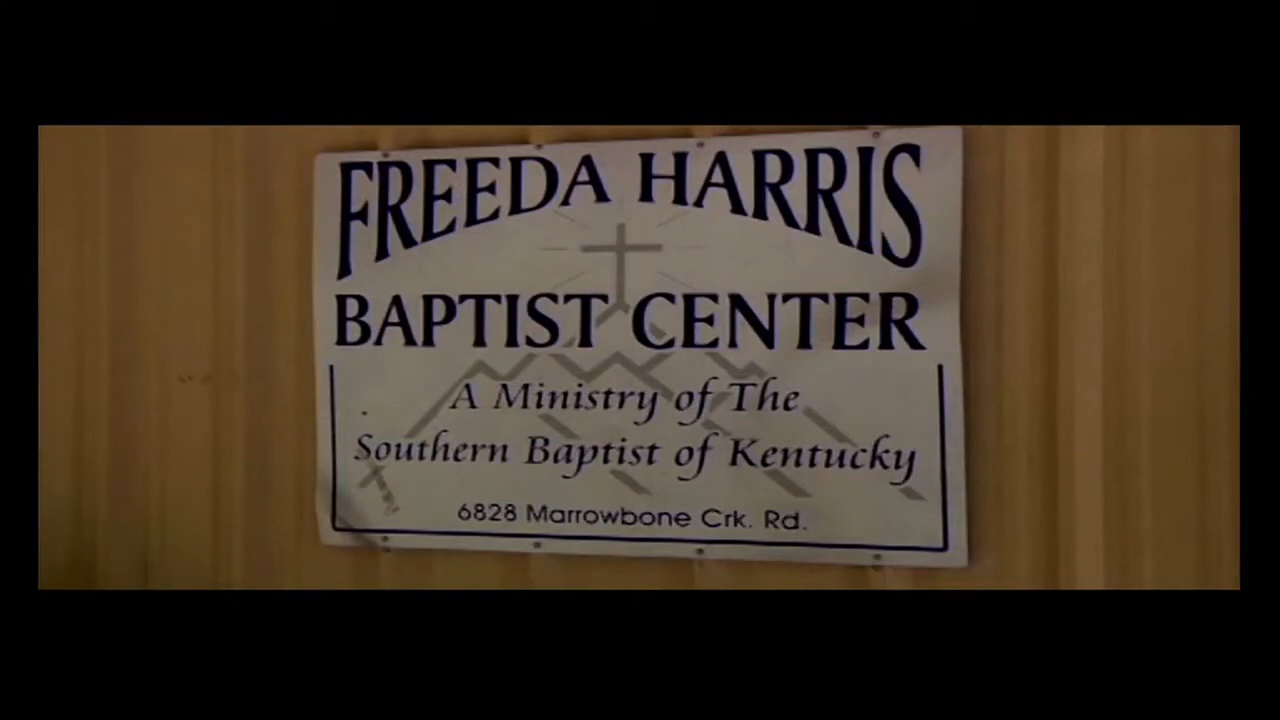 FREEDA HARRIS
BAPTIST CENTER
A Ministry of The
Southern Baptist of Kentucky
6828 Marrowbone Crk. Rd.